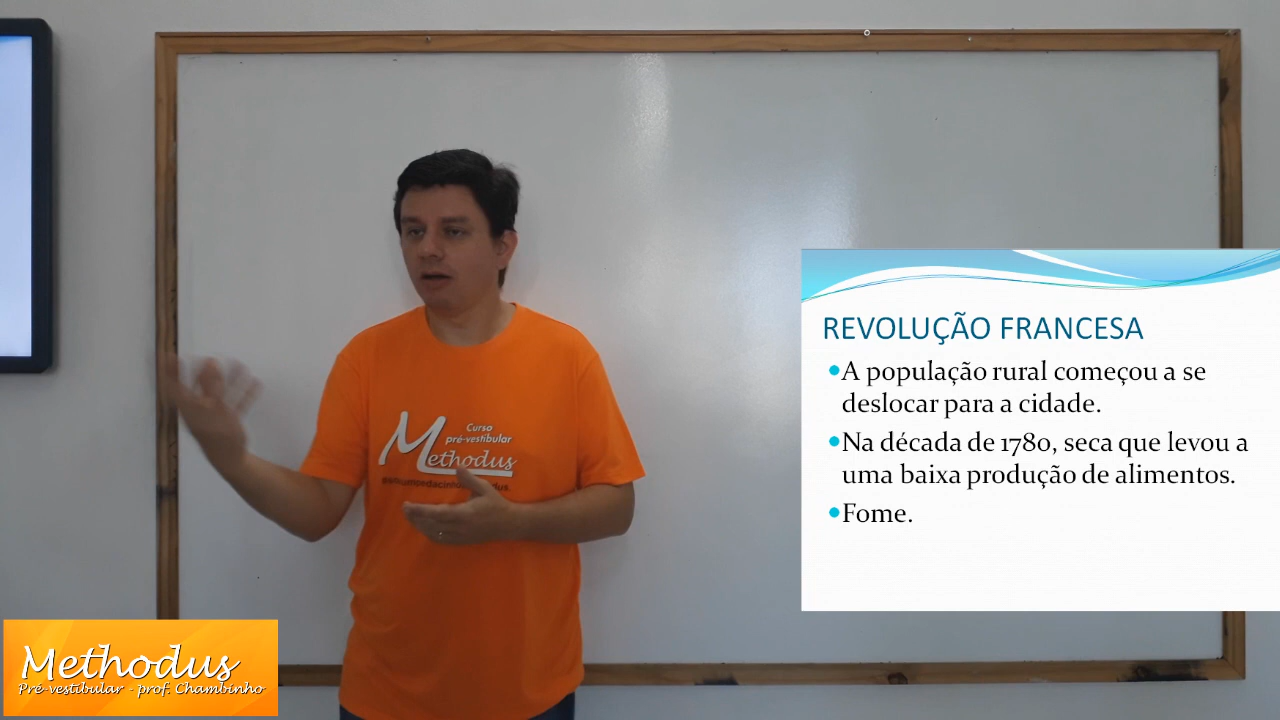 Curso
pré-vestibular
Methodus
REVOLUÇÃO FRANCESA
A população rural começou a se
deslocar para a cidade.
Na década de 1780, seca que levou a
uma baixa produção de alimentos.
Fome.
Methodus
Pré-vestibular - prof. Chambinho